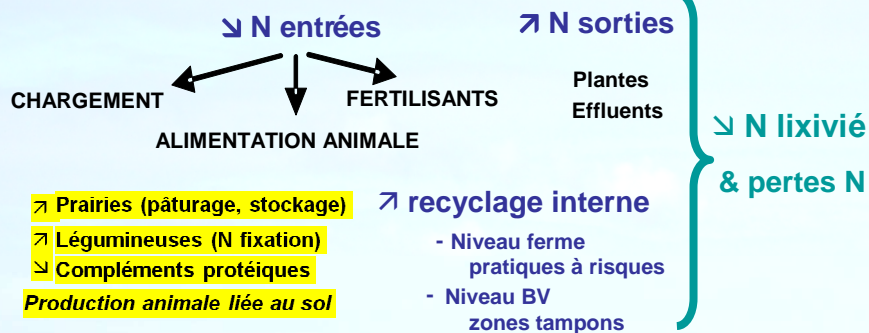 ↘ N entrées
↗ N sorties
CHARGEMENT
FERTILISANTS
ALIMENTATION ANIMALE
Plantes
Effluents
↘ N lixivié
& pertes N
↗ Prairies (pâturage, stockage)
↗ Légumineuses (N fixation)
↘ Compléments protéiques
Production animale liée au sol
↗ recyclage interne
- Niveau ferme
pratiques à risques
- Niveau BV
zones tampons